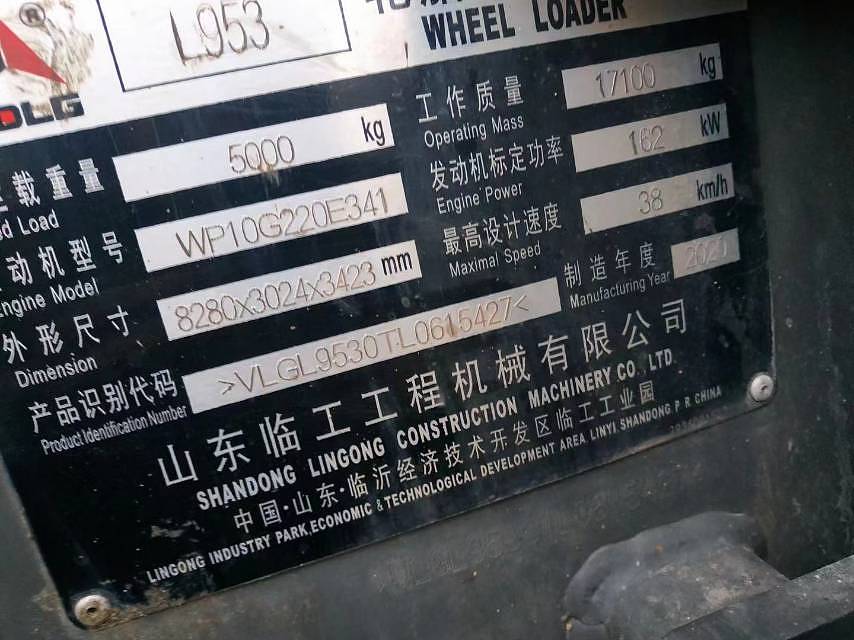 L953
WHEEL LOADER
载重量 5000 kg
Load
工作质量 17100 kg
Operating Mass
动机型号 WP10G220E341
Engine Model
发动机标定功率 162 kW
Engine Power
外形尺寸 8280x3024x3423 mm
Dimension
最高设计速度 38 km/h
Maximal Speed
产品识别代码 >VLGL9530TL0615427<
Product Identification Number
制造年度 2020
Manufacturing Year
山东临工工程机械有限公司
SHANDONG LINGONG CONSTRUCTION MACHINERY CO., LTD.
中国·山东·临沂经济技术开发区临工工业园
LINGONG INDUSTRY PARK,ECONOMIC & TECHNOLOGICAL DEVELOPMENT AREA LINYI SHANDONG P R CHINA